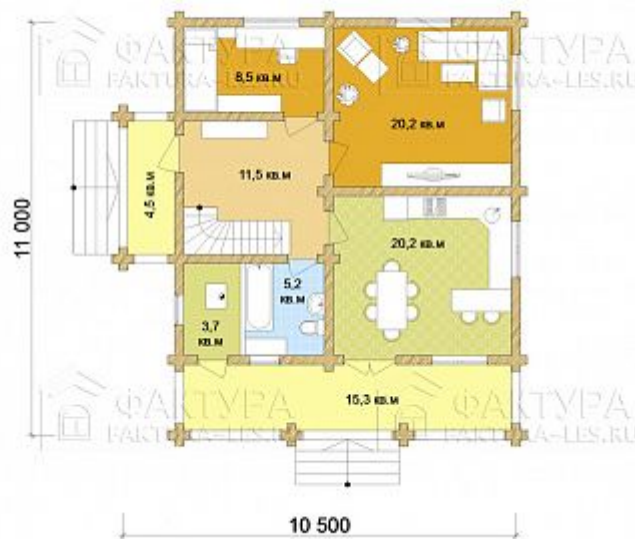 ФАКТУРА
FAKTURA-LES.RU
ФАКТУРА
FAKTURA-LES.RU
8,5 кв.м
20,2 кв.м
11,5 кв.м
4,5 кв.м
11 000
20,2 кв.м
5,2
кв.м
3,7
кв.м
15,3 кв.м
ФАКТУРА
FAKTURA-LES.RU
ФАКТУРА
FAKTURA-LES.RU
10 500